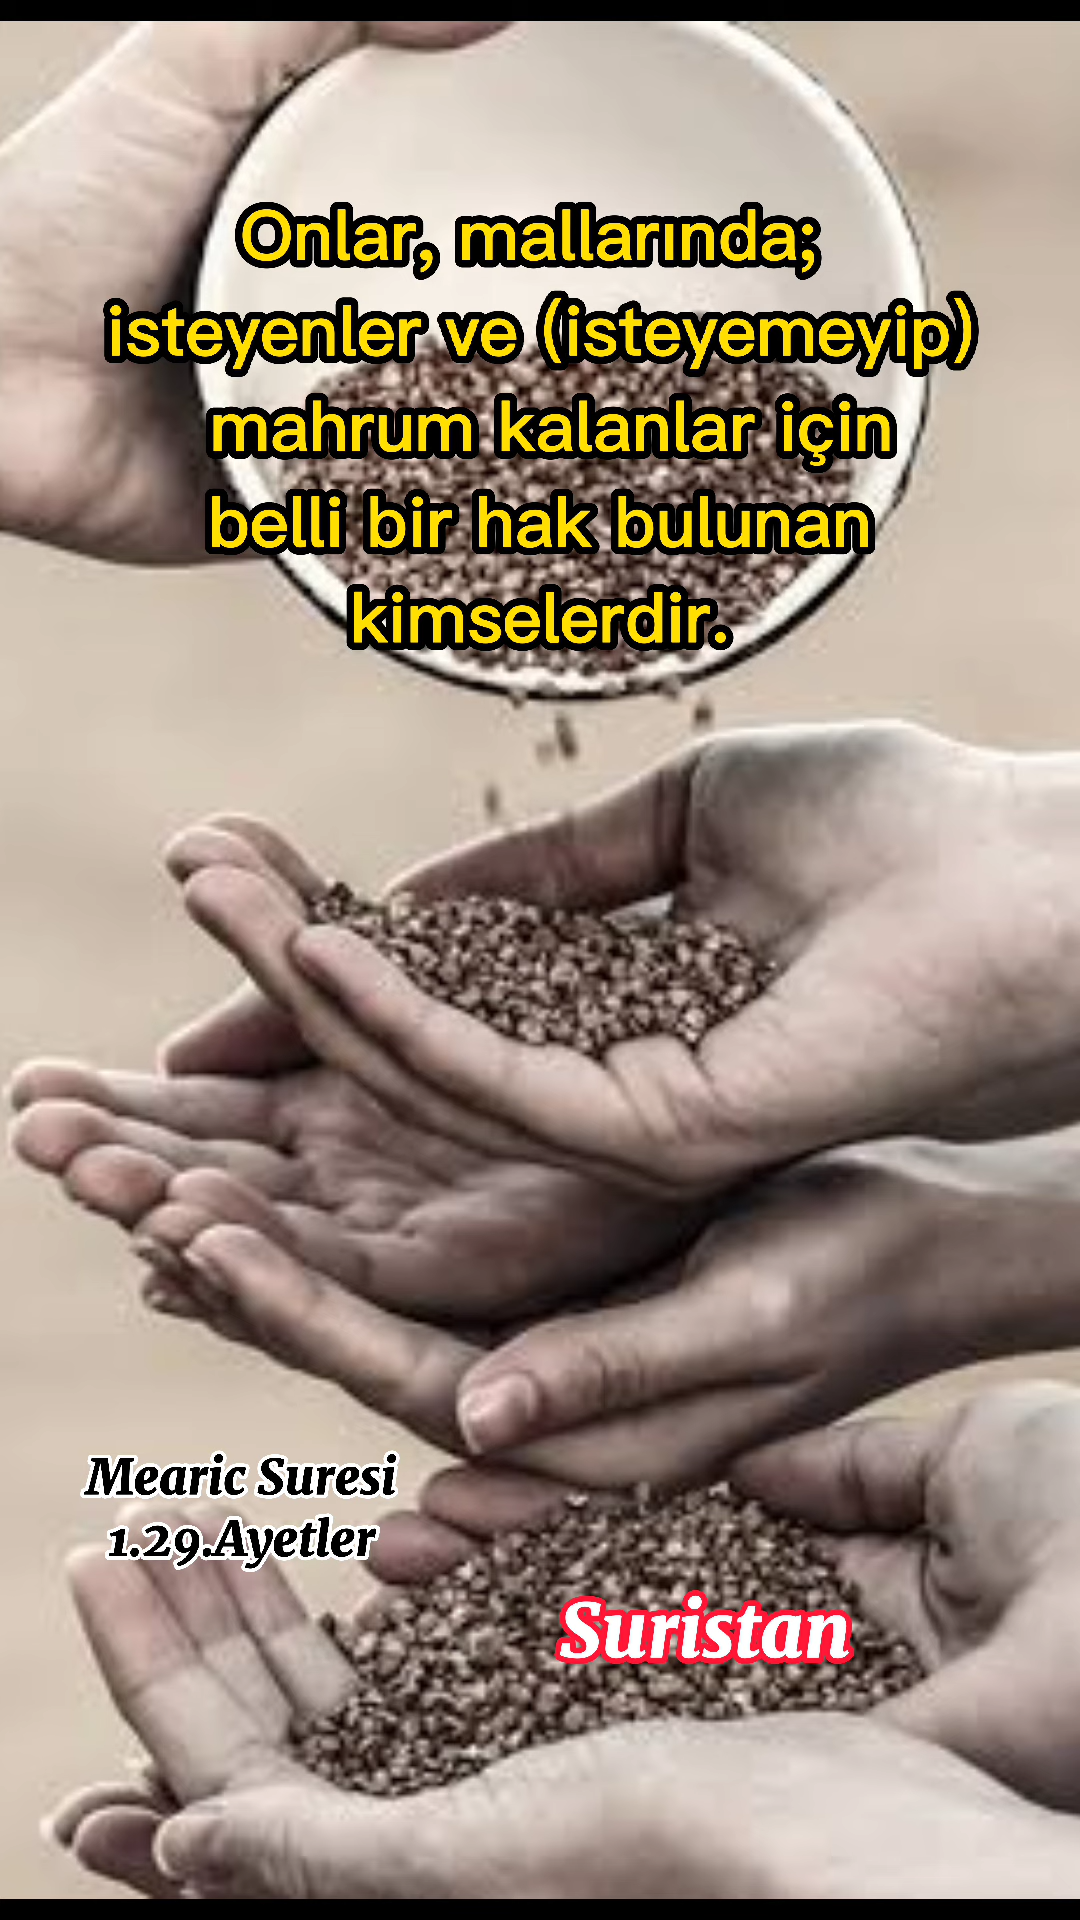 Onlar, mallarında;
isteyenler ve (isteyemeyip)
mahrum kalanlar için
belli bir hak bulunan
kimselerdir.
Mearic Suresi
1.29.Ayetler
Suristan